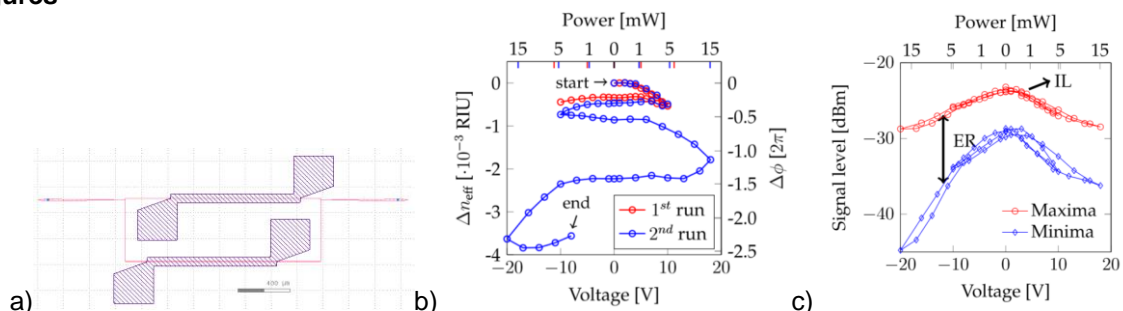 a)
400 µm
b)
Power [mW]
15 5 1 0 1 5 15
start →
end
1st run
2nd run
0
-1
-2
-3
-4
Δn_eff [·10⁻³ RIU]
0
-0.5
-1.0
-1.5
-2.0
-2.5
Δϕ [2π]
−20 −10 0 10 20
Voltage [V]
c)
Power [mW]
15 5 1 0 1 5 15
IL
ER
Maxima
Minima
−20
−30
−40
Signal level [dBm]
−20 −10 0 10 20
Voltage [V]